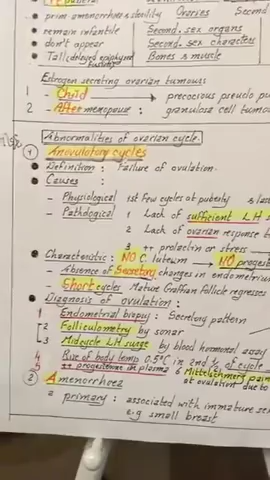 prim amenorrhea & sterility Ovaries Second
remain infantile Second. sex organs
don't appear Second. sex characters
Tall, delayed epiphyseal Bones & muscle
Estrogen secreting ovarian tumours
1 - Child → precocious pseudo pu
2 - After menopause : granulosa cell tumo
Abnormalities of ovarian cycle.
① Anovulatory cycles
• Definition : Failure of ovulation.
• Causes :
- Physiological 1st few cycles at puberty & las
- Pathological 1 Lack of sufficient LH s
2 Lack of ovarian response t
3 ++ prolactin or stress
• Characteristic : NO C. luteum → NO proges
- Absence of Secretory changes in endometrium
- Short cycles Mature Graffian follicle regresses
• Diagnosis of ovulation :
1 Endometrial biopsy : Secretory pattern
2 Folliculometry by sonar
3 Midcycle LH surge by blood hormonal assay
4 Rise of body temp 0.5°C in 2nd ½ of cycle
5 ++ progesterone in plasma 6 Mittelschmerz pain
at ovulation due to
② Amenorrhea
a primary : associated with immature sex
e.g small breast